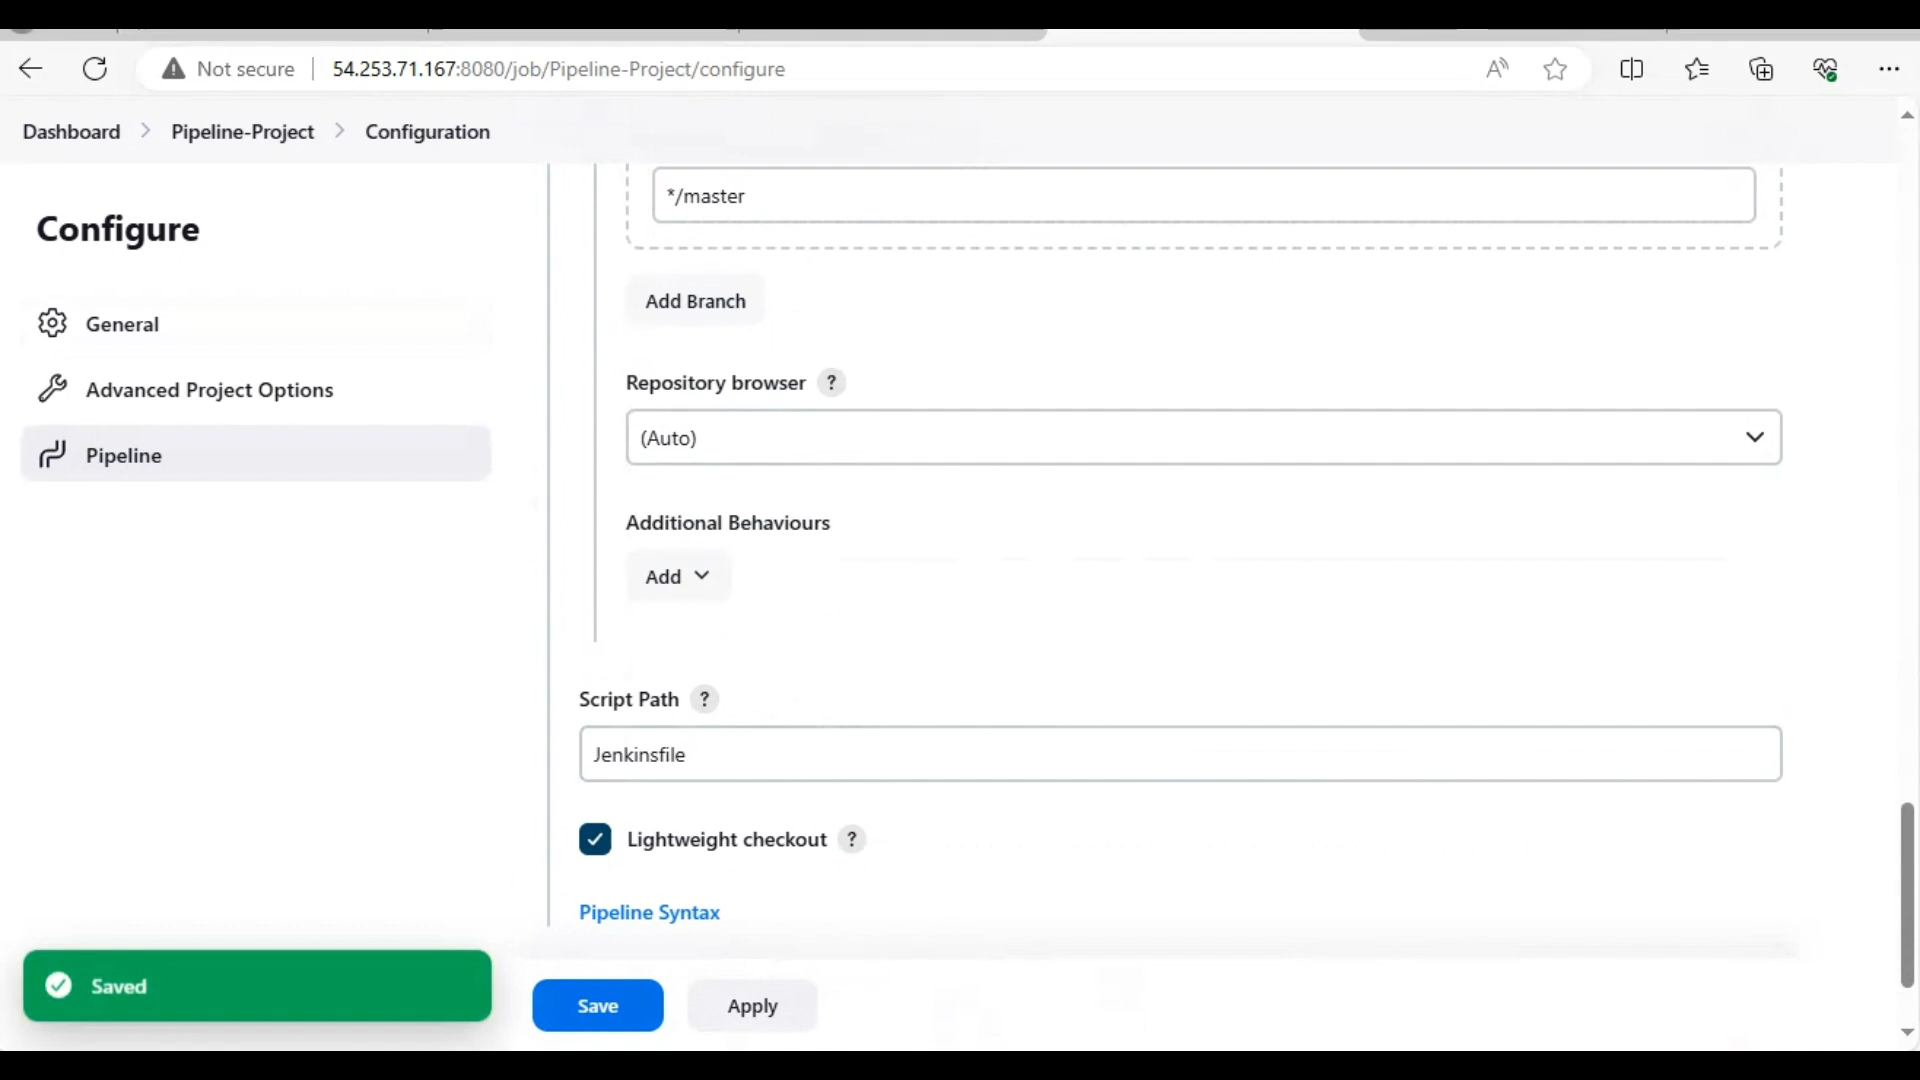 Not secure
54.253.71.167:8080/job/Pipeline-Project/configure
Dashboard > Pipeline-Project > Configuration
Configure
General
Advanced Project Options
Pipeline
*/master
Add Branch
Repository browser ?
(Auto)
Additional Behaviours
Add
Script Path ?
Jenkinsfile
Lightweight checkout ?
Pipeline Syntax
Saved
Save
Apply